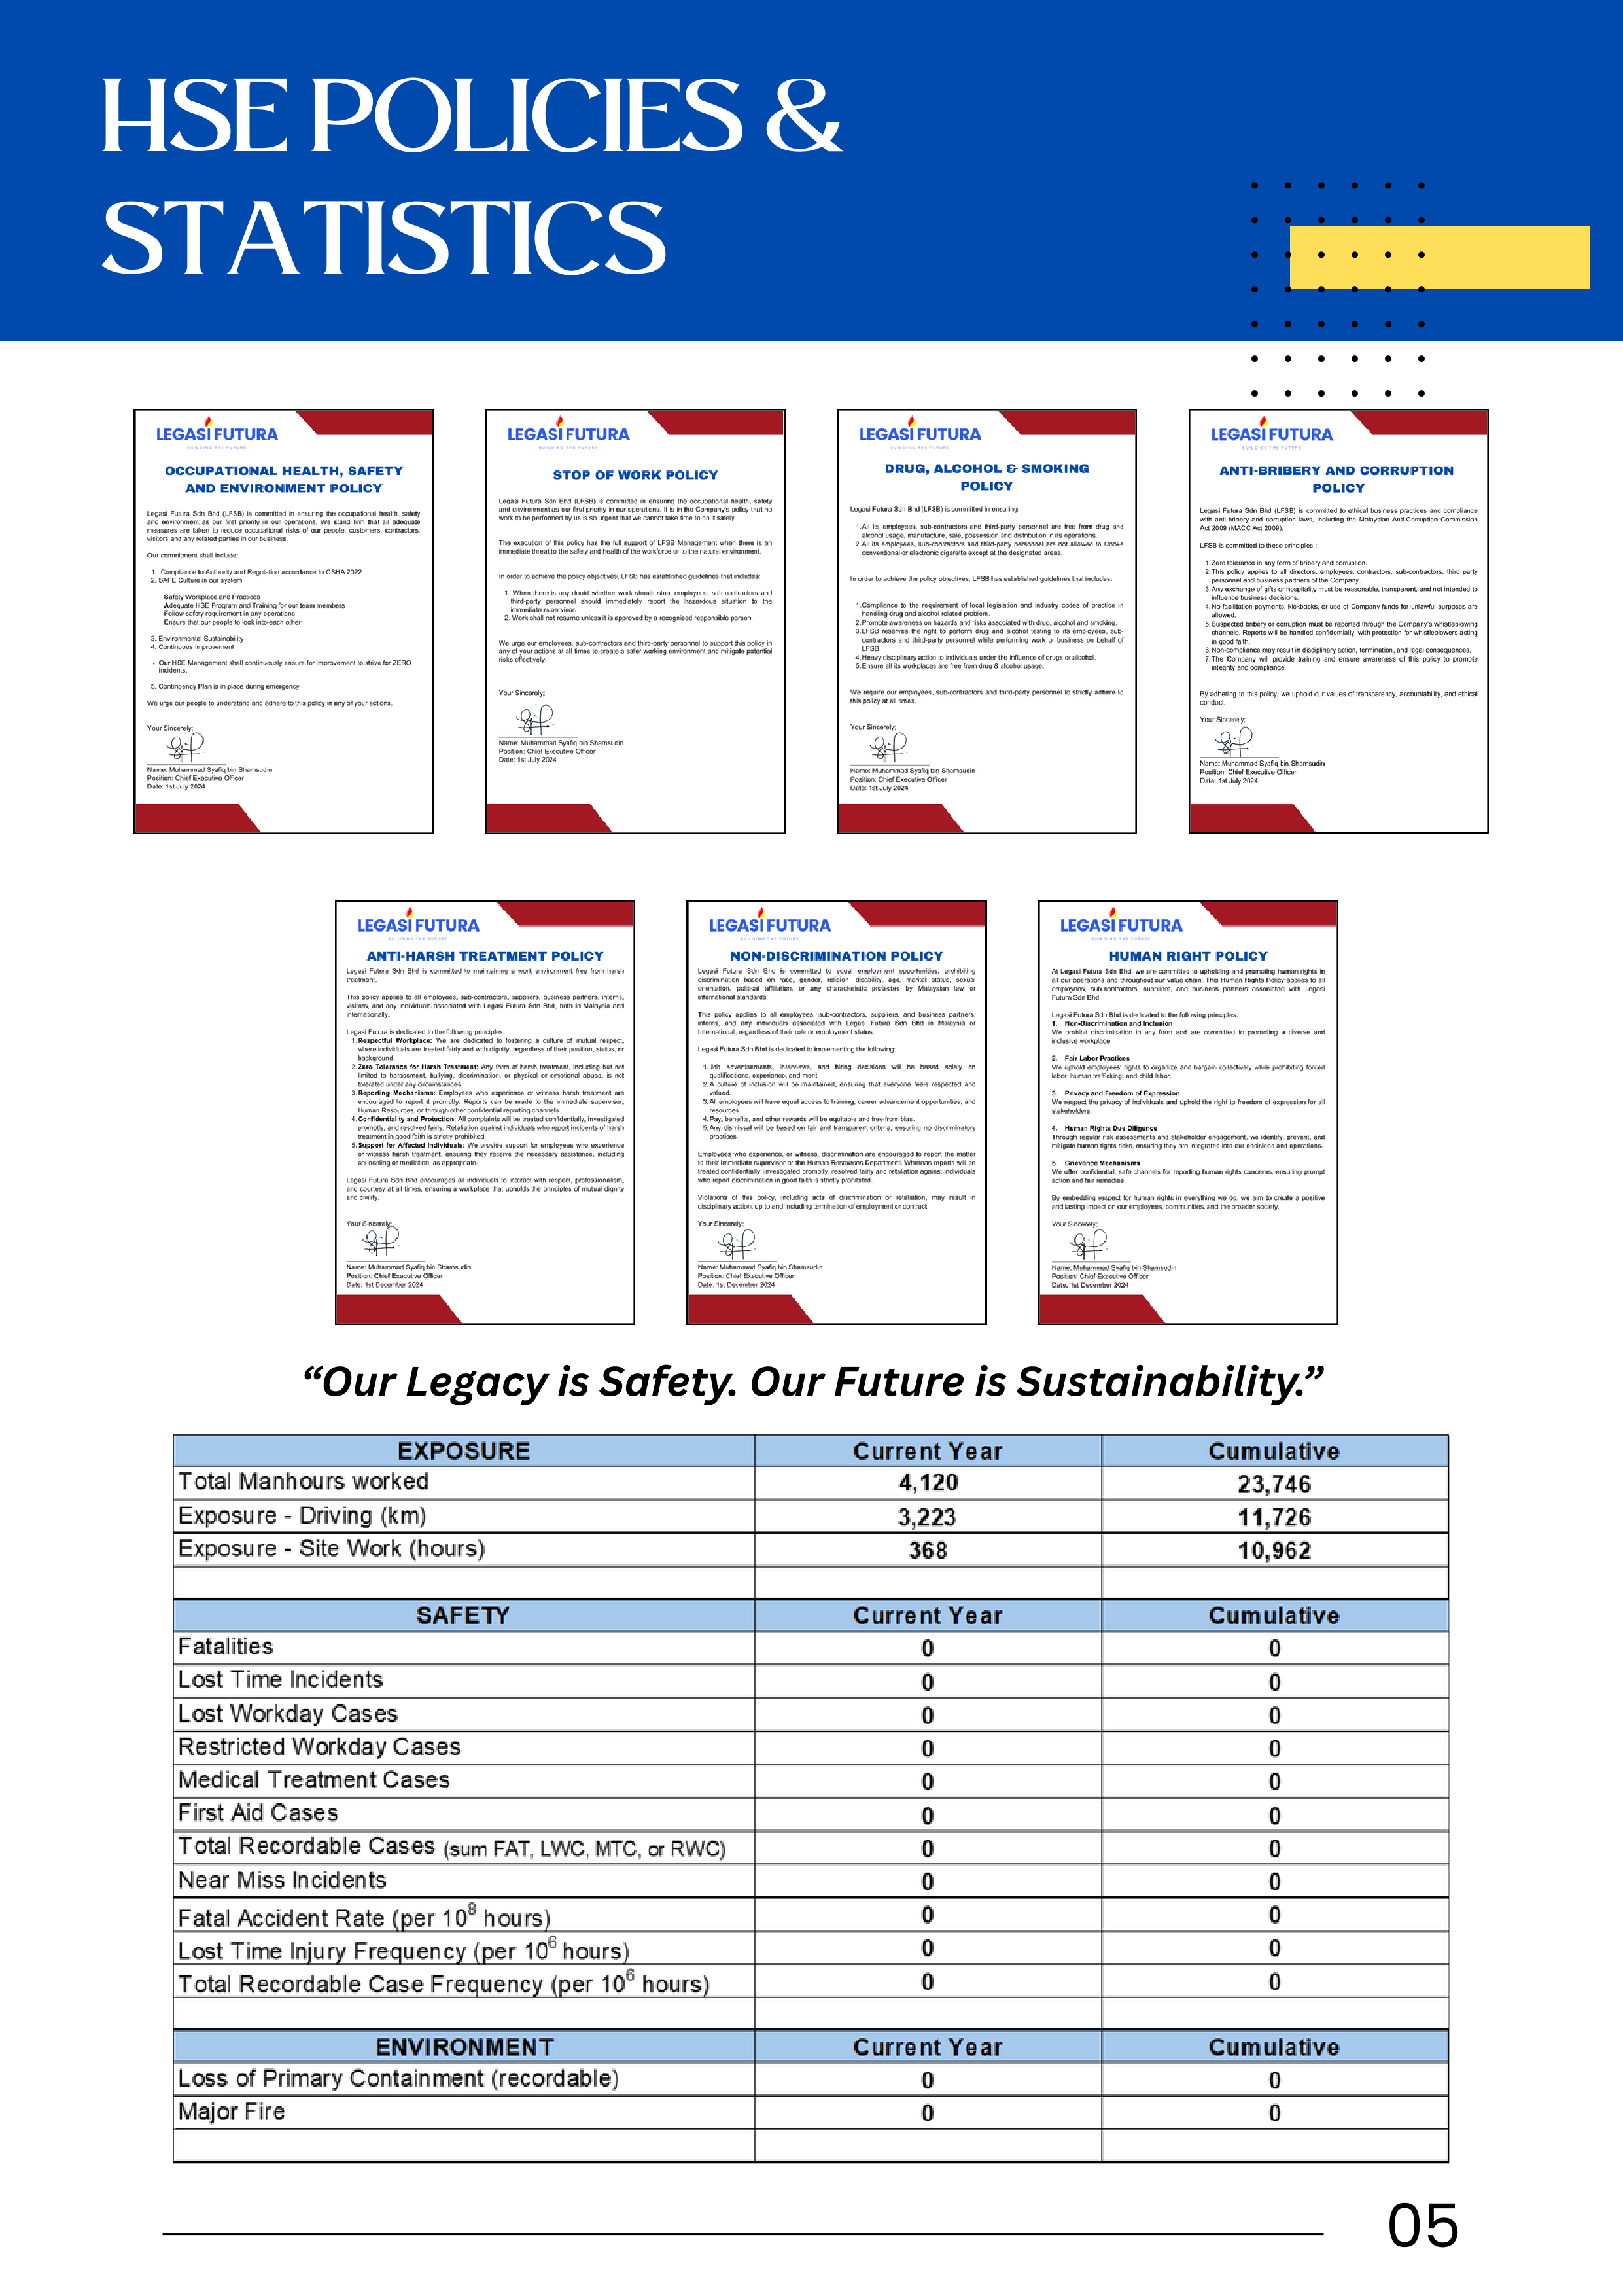 HSE POLICIES &
STATISTICS
LEGASI FUTURA
BUILDING THE FUTURE
OCCUPATIONAL HEALTH, SAFETY
AND ENVIRONMENT POLICY
Legasi Futura Sdn Bhd (LFSB) is committed in ensuring the occupational health, safety
and environment as our first priority in our operations. We stand firm that all adequate
measures are taken to reduce occupational risks of our people, customers, contractors,
visitors and any related parties in our business.
Our commitment shall include:
1. Compliance to Authority and Regulation accordance to OSHA 2022
2. SAFE Culture in our system
Safety Workplace and Practices
Adequate HSE Program and Training for our team members
Follow safety requirement in any operations
Ensure that our people to look into each other
3. Environmental Sustainability
4. Continuous Improvement
- Our HSE Management shall continuously ensure for improvement to strive for ZERO
incidents.
5. Contingency Plan is in place during emergency
We urge our people to understand and adhere to this policy in any of your actions.
Your Sincerely;
Name: Muhammad Syafiq bin Shamsudin
Position: Chief Executive Officer
Date: 1st July 2024
LEGASI FUTURA
BUILDING THE FUTURE
STOP OF WORK POLICY
Legasi Futura Sdn Bhd (LFSB) is committed in ensuring the occupational health, safety
and environment as our first priority in our operations. It is in the Company's policy that no
work to be performed by us is so urgent that we cannot take time to do it safely.
The execution of this policy has the full support of LFSB Management when there is an
immediate threat to the safety and health of the workforce or to the natural environment.
In order to achieve the policy objectives, LFSB has established guidelines that includes:
1. When there is any doubt whether work should stop, employees, sub-contractors and
third-party personnel should immediately report the hazardous situation to the
immediate supervisor.
2. Work shall not resume unless it is approved by a recognized responsible person.
We urge our employees, sub-contractors and third-party personnel to support this policy in
any of your actions at all times to create a safer working environment and mitigate potential
risks effectively.
Your Sincerely;
Name: Muhammad Syafiq bin Shamsudin
Position: Chief Executive Officer
Date: 1st July 2024
LEGASI FUTURA
BUILDING THE FUTURE
DRUG, ALCOHOL & SMOKING
POLICY
Legasi Futura Sdn Bhd (LFSB) is committed in ensuring:
1.All its employees, sub-contractors and third-party personnel are free from drug and
alcohol usage, manufacture, sale, possession and distribution in its operations.
2.All its employees, sub-contractors and third-party personnel are not allowed to smoke
conventional or electronic cigarette except at the designated areas.
In order to achieve the policy objectives, LFSB has established guidelines that includes:
1.Compliance to the requirement of local legislation and industry codes of practice in
handling drug and alcohol related problem.
2.Promote awareness on hazards and risks associated with drug, alcohol and smoking.
3.LFSB reserves the right to perform drug and alcohol testing to its employees, sub-
contractors and third-party personnel while performing work or business on behalf of
LFSB
4.Heavy disciplinary action to individuals under the influence of drugs or alcohol.
5.Ensure all its workplaces are free from drug & alcohol usage.
We require our employees, sub-contractors and third-party personnel to strictly adhere to
this policy at all times.
Your Sincerely;
Name: Muhammad Syafiq bin Shamsudin
Position: Chief Executive Officer
Date: 1st July 2024
LEGASI FUTURA
BUILDING THE FUTURE
ANTI-BRIBERY AND CORRUPTION
POLICY
Legasi Futura Sdn Bhd (LFSB) is committed to ethical business practices and compliance
with anti-bribery and corruption laws, including the Malaysian Anti-Corruption Commission
Act 2009 (MACC Act 2009).
LFSB is committed to these principles :
1.Zero tolerance in any form of bribery and corruption.
2.This policy applies to all directors, employees, contractors, sub-contractors, third party
personnel and business partners of the Company.
3.Any exchange of gifts or hospitality must be reasonable, transparent, and not intended to
influence business decisions.
4.No facilitation payments, kickbacks, or use of Company funds for unlawful purposes are
allowed.
5.Suspected bribery or corruption must be reported through the Company's whistleblowing
channels. Reports will be handled confidentially, with protection for whistleblowers acting
in good faith.
6.Non-compliance may result in disciplinary action, termination, and legal consequences.
7.The Company will provide training and ensure awareness of this policy to promote
integrity and compliance.
By adhering to this policy, we uphold our values of transparency, accountability, and ethical
conduct.
Your Sincerely;
Name: Muhammad Syafiq bin Shamsudin
Position: Chief Executive Officer
Date: 1st July 2024
LEGASI FUTURA
BUILDING THE FUTURE
ANTI-HARSH TREATMENT POLICY
Legasi Futura Sdn Bhd is committed to maintaining a work environment free from harsh
treatment.
This policy applies to all employees, sub-contractors, suppliers, business partners, interns,
visitors, and any individuals associated with Legasi Futura Sdn Bhd, both in Malaysia and
internationally.
Legasi Futura is dedicated to the following principles:
1.Respectful Workplace: We are dedicated to fostering a culture of mutual respect,
where individuals are treated fairly and with dignity, regardless of their position, status, or
background.
2.Zero Tolerance for Harsh Treatment: Any form of harsh treatment, including but not
limited to harassment, bullying, discrimination, or physical or emotional abuse, is not
tolerated under any circumstances.
3.Reporting Mechanisms: Employees who experience or witness harsh treatment are
encouraged to report it promptly. Reports can be made to the immediate supervisor,
Human Resources, or through other confidential reporting channels.
4.Confidentiality and Protection: All complaints will be treated confidentially, investigated
promptly, and resolved fairly. Retaliation against individuals who report incidents of harsh
treatment in good faith is strictly prohibited.
5.Support for Affected Individuals: We provide support for employees who experience
or witness harsh treatment, ensuring they receive the necessary assistance, including
counseling or mediation, as appropriate.
Legasi Futura Sdn Bhd encourages all individuals to interact with respect, professionalism,
and courtesy at all times, ensuring a workplace that upholds the principles of mutual dignity
and civility.
Your Sincerely;
Name: Muhammad Syafiq bin Shamsudin
Position: Chief Executive Officer
Date: 1st December 2024
LEGASI FUTURA
BUILDING THE FUTURE
NON-DISCRIMINATION POLICY
Legasi Futura Sdn Bhd is committed to equal employment opportunities, prohibiting
discrimination based on race, gender, religion, disability, age, marital status, sexual
orientation, political affiliation, or any characteristic protected by Malaysian law or
international standards.
This policy applies to all employees, sub-contractors, suppliers, and business partners,
interns, and any individuals associated with Legasi Futura Sdn Bhd in Malaysia or
International, regardless of their role or employment status.
Legasi Futura Sdn Bhd is dedicated to implementing the following:
1.Job advertisements, interviews, and hiring decisions will be based solely on
qualifications, experience, and merit.
2.A culture of inclusion will be maintained, ensuring that everyone feels respected and
valued.
3.All employees will have equal access to training, career advancement opportunities, and
resources.
4.Pay, benefits, and other rewards will be equitable and free from bias.
5.Any dismissal will be based on fair and transparent criteria, ensuring no discriminatory
practices.
Employees who experience, or witness, discrimination are encouraged to report the matter
to their immediate supervisor or the Human Resources Department. Whereas reports will be
treated confidentially, investigated promptly, resolved fairly and retaliation against individuals
who report discrimination in good faith is strictly prohibited.
Violations of this policy, including acts of discrimination or retaliation, may result in
disciplinary action, up to and including termination of employment or contract.
Your Sincerely;
Name: Muhammad Syafiq bin Shamsudin
Position: Chief Executive Officer
Date: 1st December 2024
LEGASI FUTURA
BUILDING THE FUTURE
HUMAN RIGHT POLICY
At Legasi Futura Sdn Bhd, we are committed to upholding and promoting human rights in
all our operations and throughout our value chain. This Human Rights Policy applies to all
employees, sub-contractors, suppliers, and business partners associated with Legasi
Futura Sdn Bhd.
Legasi Futura Sdn Bhd is dedicated to the following principles:
1. Non-Discrimination and Inclusion
We prohibit discrimination in any form and are committed to promoting a diverse and
inclusive workplace.
2. Fair Labor Practices
We uphold employees' rights to organize and bargain collectively while prohibiting forced
labor, human trafficking, and child labor.
3. Privacy and Freedom of Expression
We respect the privacy of individuals and uphold the right to freedom of expression for all
stakeholders.
4. Human Rights Due Diligence
Through regular risk assessments and stakeholder engagement, we identify, prevent, and
mitigate human rights risks, ensuring they are integrated into our decisions and operations.
5. Grievance Mechanisms
We offer confidential, safe channels for reporting human rights concerns, ensuring prompt
action and fair remedies.
By embedding respect for human rights in everything we do, we aim to create a positive
and lasting impact on our employees, communities, and the broader society.
Your Sincerely;
Name: Muhammad Syafiq bin Shamsudin
Position: Chief Executive Officer
Date: 1st December 2024
“Our Legacy is Safety. Our Future is Sustainability.”
EXPOSURE Current Year Cumulative
Total Manhours worked 4,120 23,746
Exposure - Driving (km) 3,223 11,726
Exposure - Site Work (hours) 368 10,962
SAFETY Current Year Cumulative
Fatalities 0 0
Lost Time Incidents 0 0
Lost Workday Cases 0 0
Restricted Workday Cases 0 0
Medical Treatment Cases 0 0
First Aid Cases 0 0
Total Recordable Cases (sum FAT, LWC, MTC, or RWC) 0 0
Near Miss Incidents 0 0
Fatal Accident Rate (per 10⁸ hours) 0 0
Lost Time Injury Frequency (per 10⁶ hours) 0 0
Total Recordable Case Frequency (per 10⁶ hours) 0 0
ENVIRONMENT Current Year Cumulative
Loss of Primary Containment (recordable) 0 0
Major Fire 0 0
05